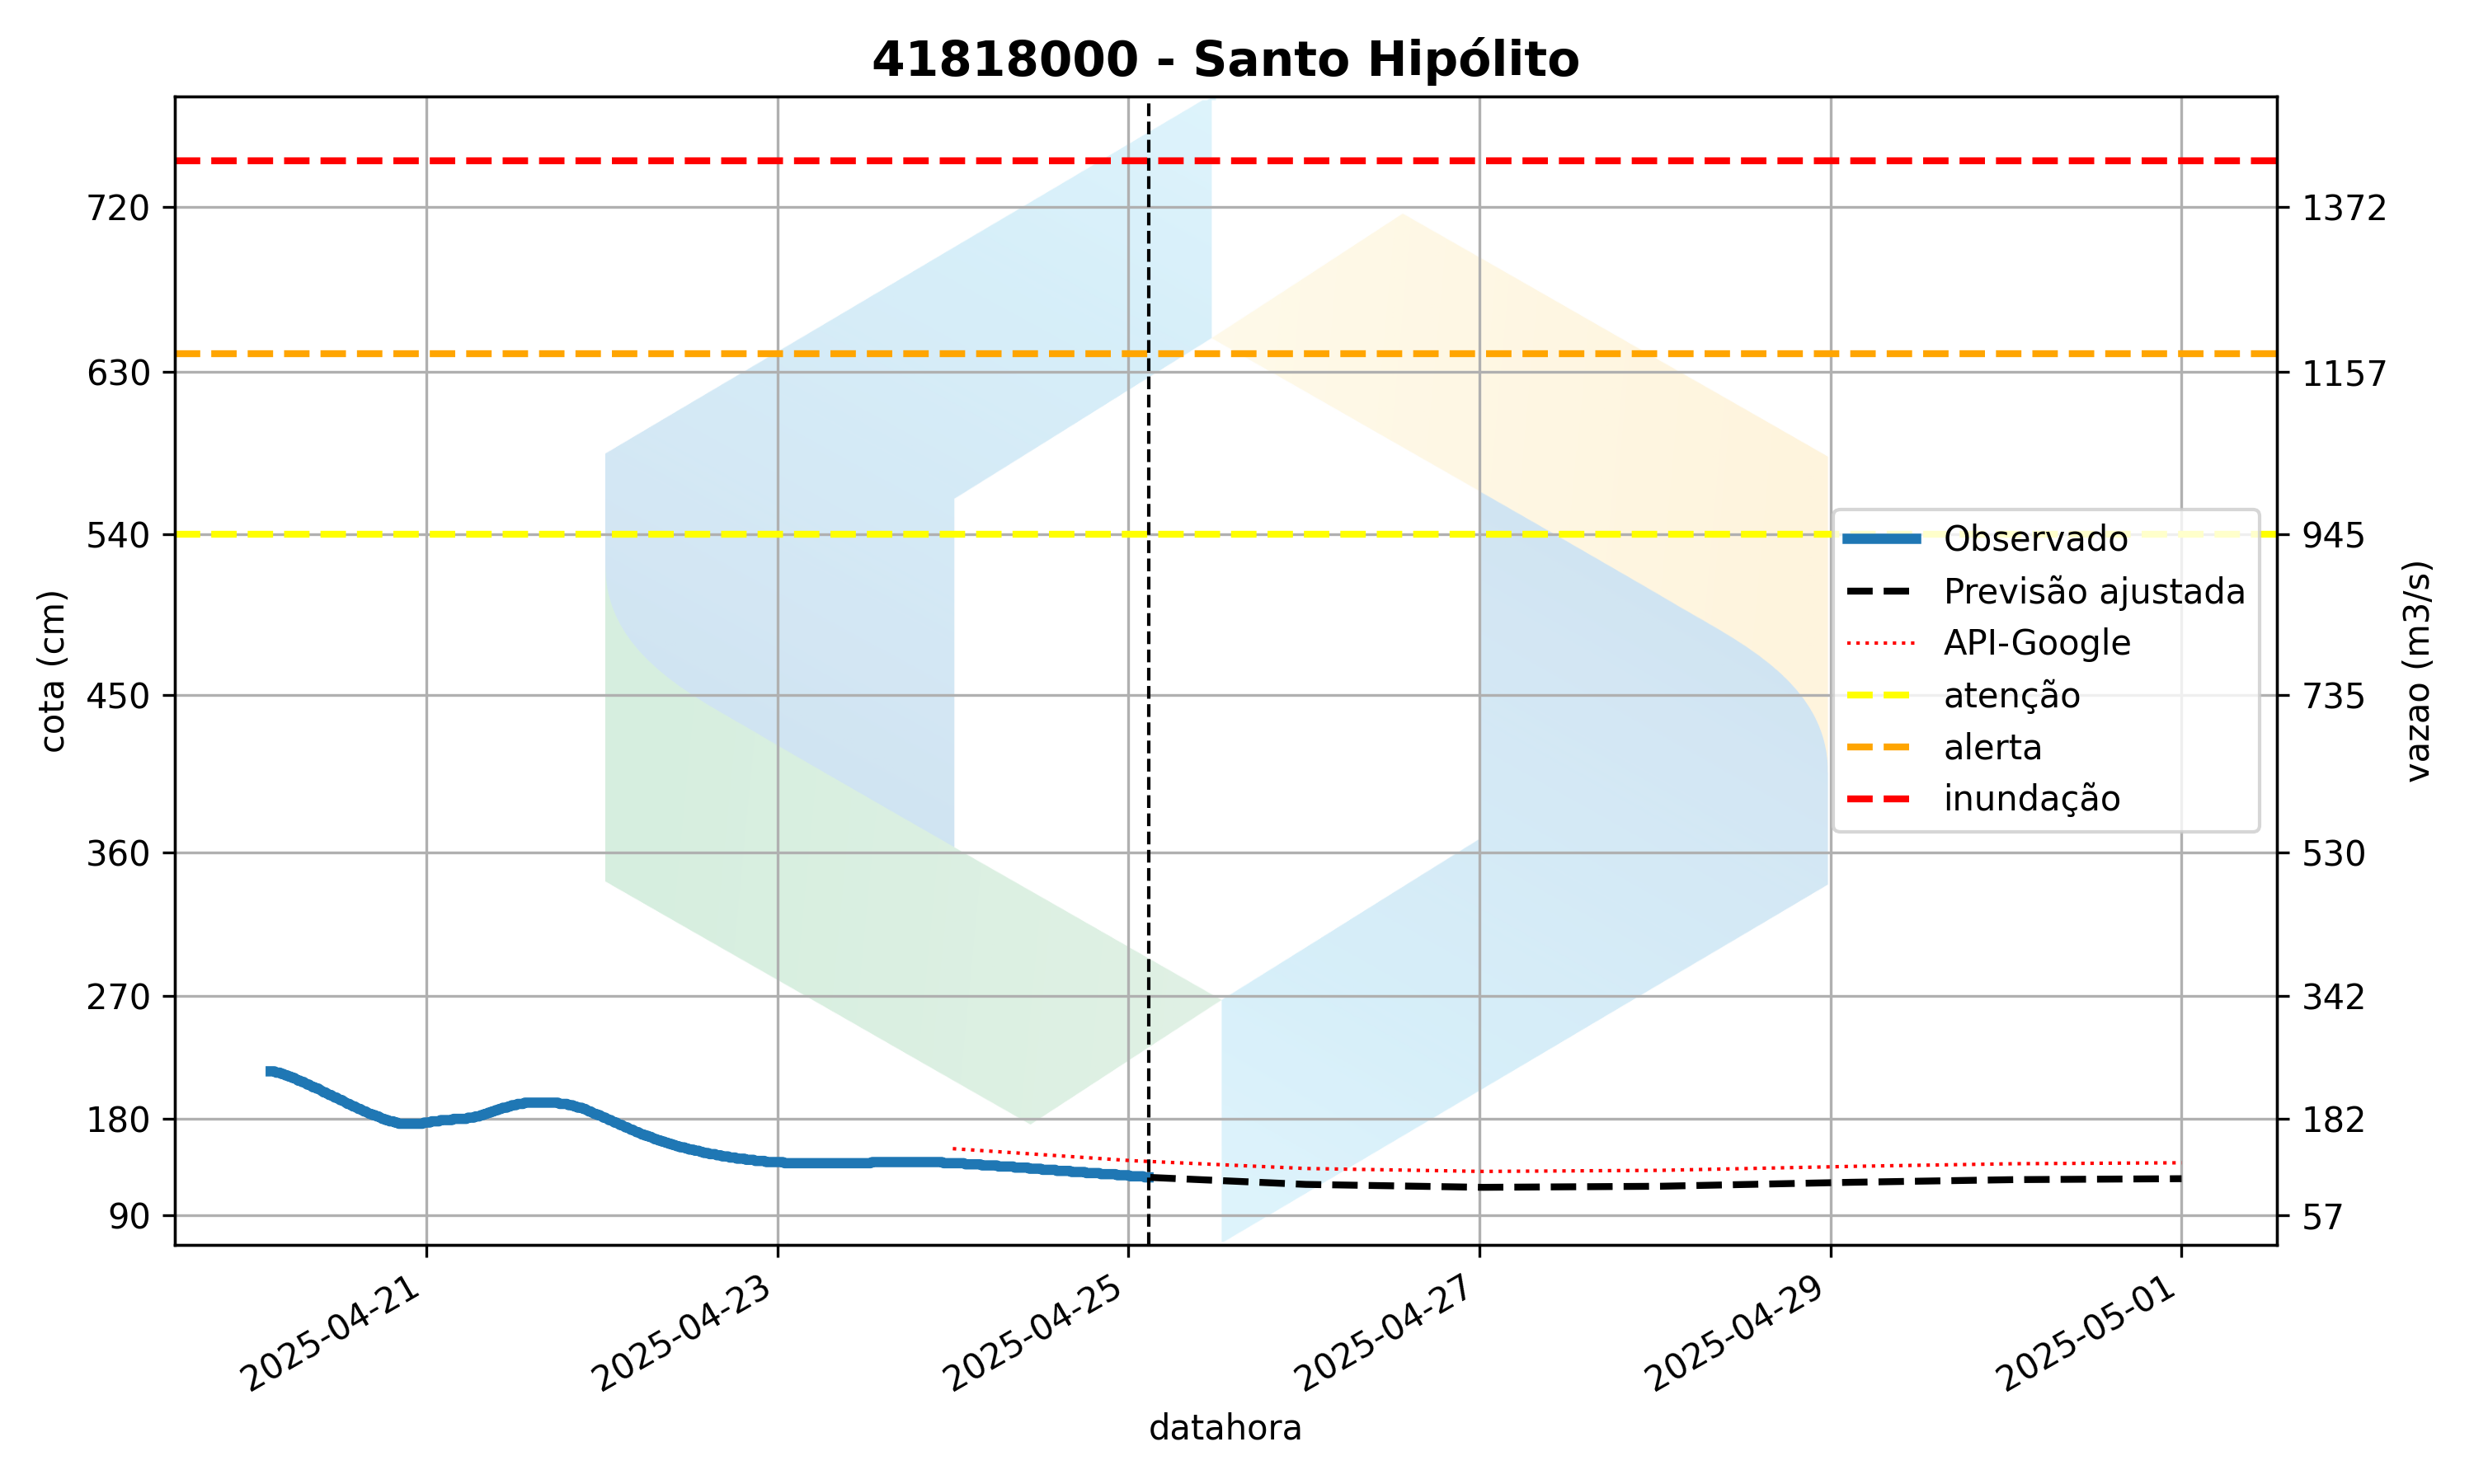 41818000 - Santo Hipólito
720
630
540
450
360
270
180
90
cota (cm)
1372
1157
945
735
530
342
182
57
vazao (m3/s)
Observado
Previsão ajustada
API-Google
atenção
alerta
inundação
2025-04-21
2025-04-23
2025-04-25
2025-04-27
2025-04-29
2025-05-01
datahora